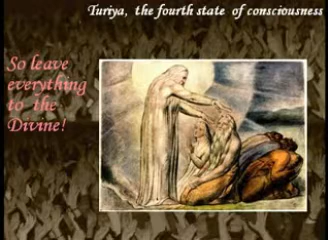 Turiya, the fourth state of consciousness
So leave
everything
to the
Divine!